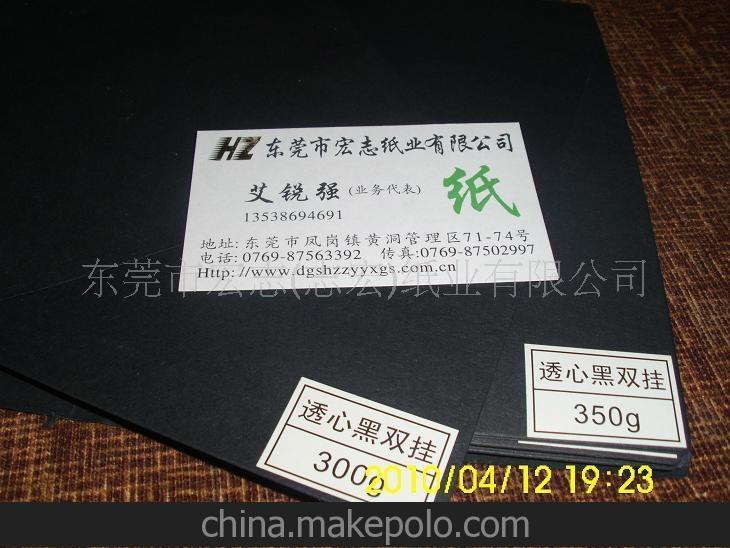 HZ 东莞市宏志纸业有限公司
艾锐强 (业务代表)
纸
13538694691
地址: 东莞市凤岗镇黄洞管理区71-74号
电话: 0769-87563392 传真:0769-87502997
Http://www.dgshzzyyxgs.com.cn
东莞市宏志(志宏)纸业有限公司
透心黑双挂
350g
透心黑双挂
300g
2010/04/12 19:23
china.makepolo.com